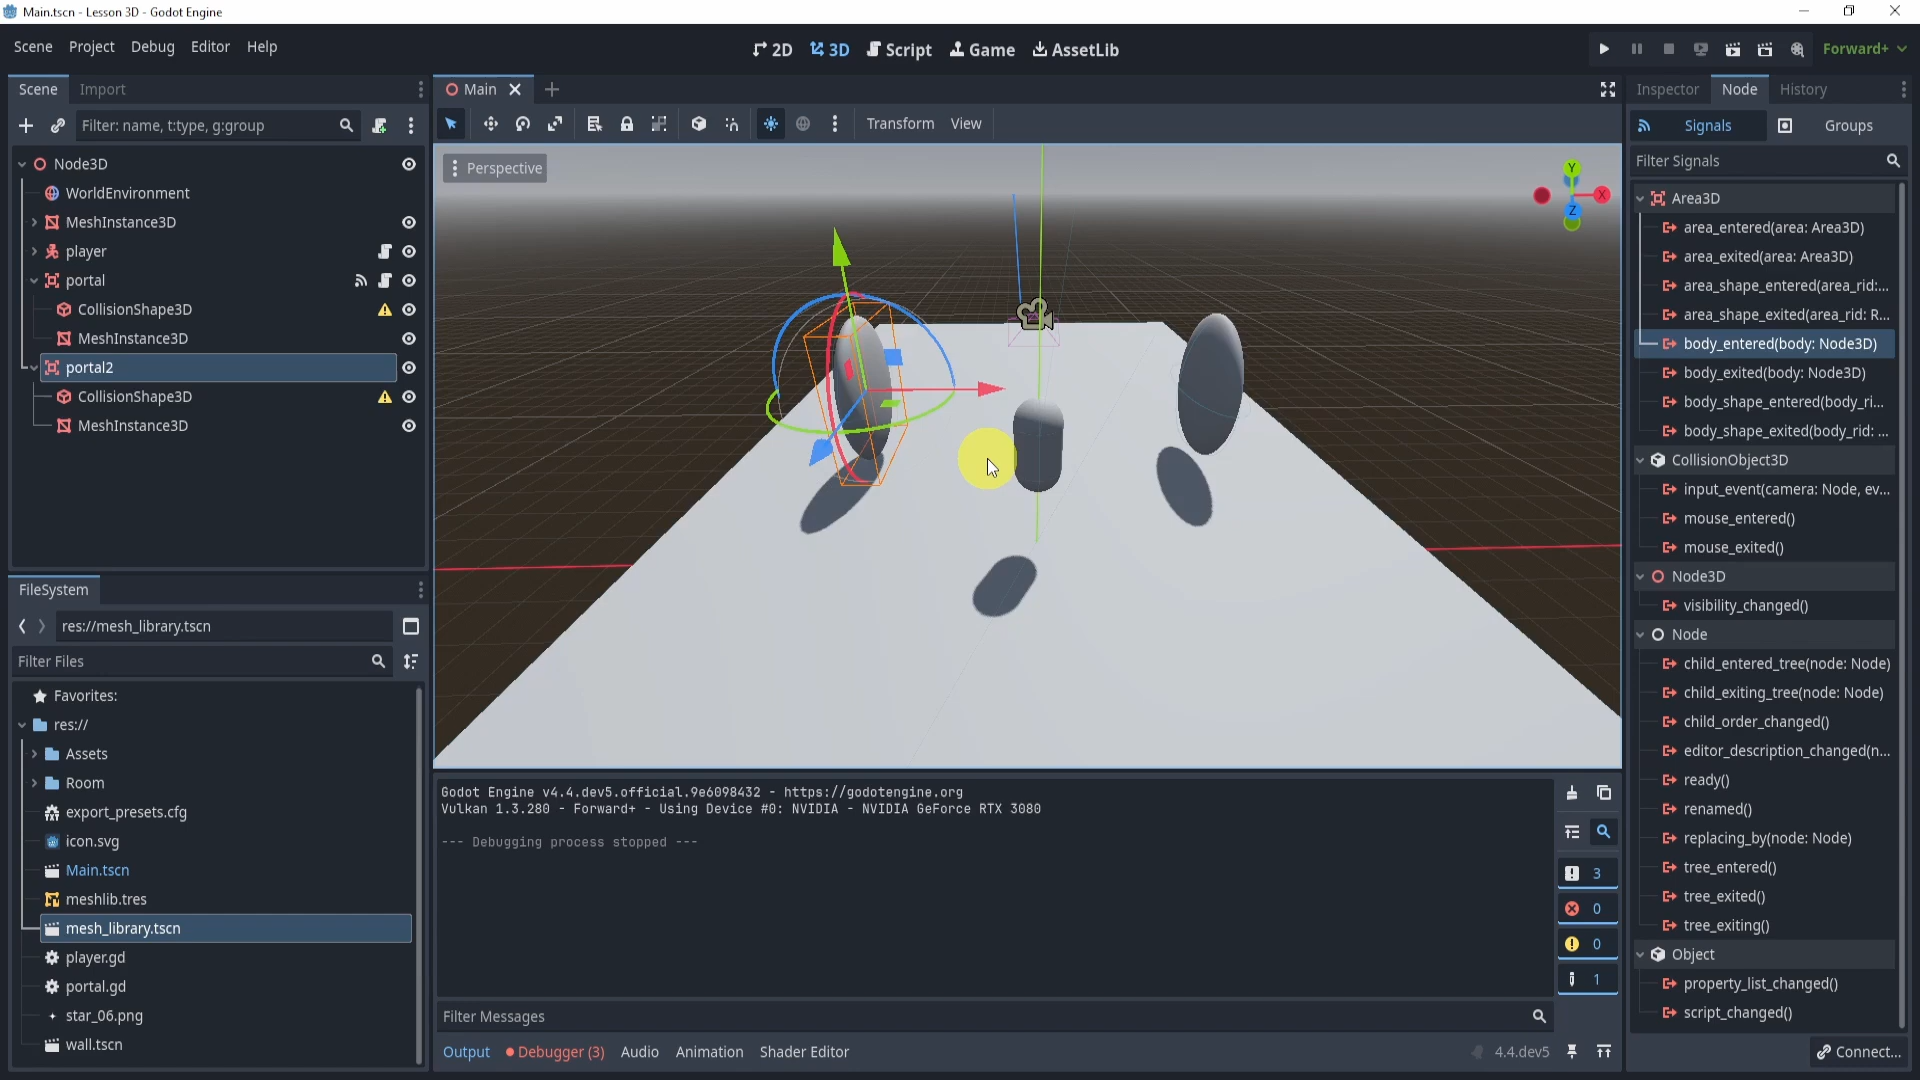 Main.tscn - Lesson 3D - Godot Engine
Scene Project Debug Editor Help
2D 3D Script Game AssetLib
Forward+
Scene Import
Filter: name, t:type, g:group
Node3D
WorldEnvironment
MeshInstance3D
player
portal
CollisionShape3D
MeshInstance3D
portal2
CollisionShape3D
MeshInstance3D
FileSystem
res://mesh_library.tscn
Filter Files
Favorites:
res://
Assets
Room
export_presets.cfg
icon.svg
Main.tscn
meshlib.tres
mesh_library.tscn
player.gd
portal.gd
star_06.png
wall.tscn
Main
Transform View
Perspective
Y
X
Z
Godot Engine v4.4.dev5.official.9e6098432 - https://godotengine.org
Vulkan 1.3.280 - Forward+ - Using Device #0: NVIDIA - NVIDIA GeForce RTX 3080
--- Debugging process stopped ---
3
0
0
1
Filter Messages
Output Debugger (3) Audio Animation Shader Editor
4.4.dev5
Inspector Node History
Signals Groups
Filter Signals
Area3D
area_entered(area: Area3D)
area_exited(area: Area3D)
area_shape_entered(area_rid:...
area_shape_exited(area_rid: R...
body_entered(body: Node3D)
body_exited(body: Node3D)
body_shape_entered(body_ri...
body_shape_exited(body_rid: ...
CollisionObject3D
input_event(camera: Node, ev...
mouse_entered()
mouse_exited()
Node3D
visibility_changed()
Node
child_entered_tree(node: Node)
child_exiting_tree(node: Node)
child_order_changed()
editor_description_changed(n...
ready()
renamed()
replacing_by(node: Node)
tree_entered()
tree_exited()
tree_exiting()
Object
property_list_changed()
script_changed()
Connect...